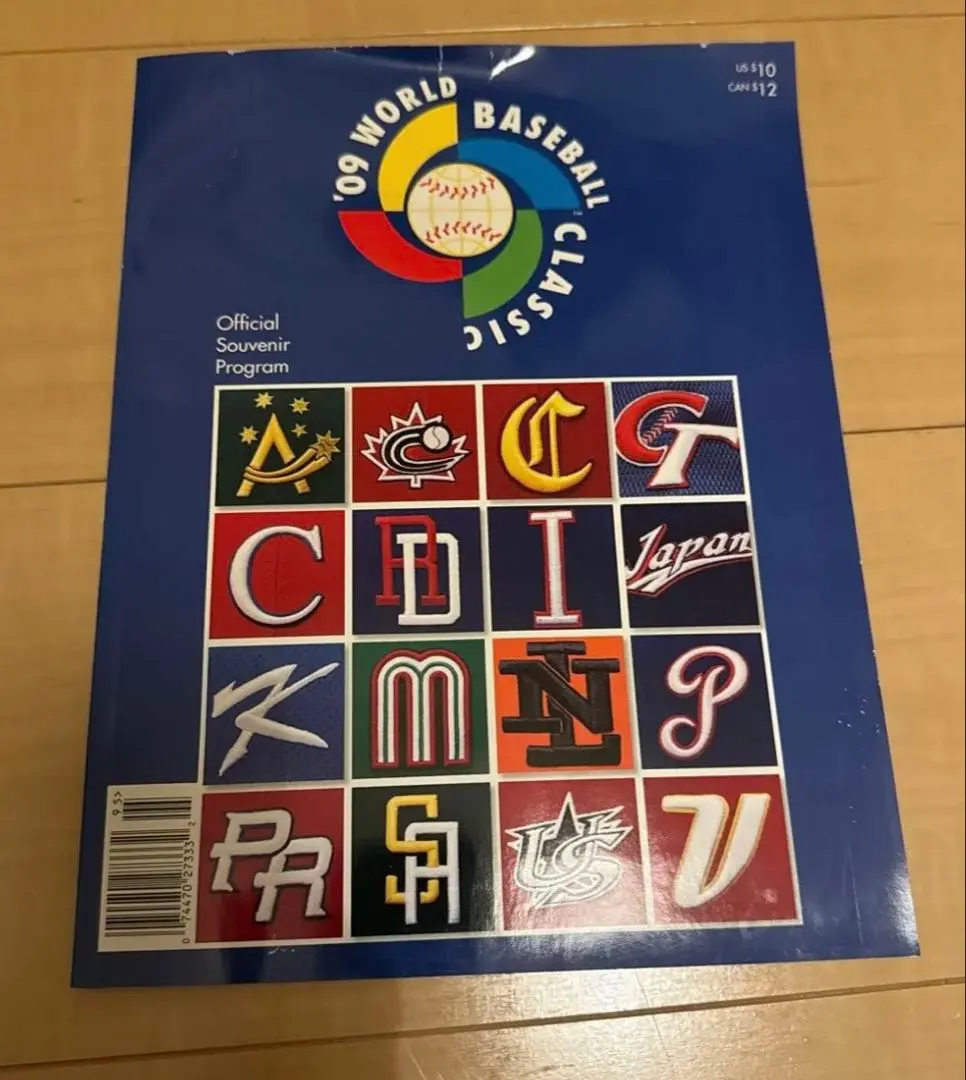 '09 WORLD BASEBALL CLASSIC
™
US $10
CAN $12
Official
Souvenir
Program
A
C
C
CT
C
RD
I
Japan
K
m
NL
P
PR
SA
US
V
95>
0 74470 27333 2